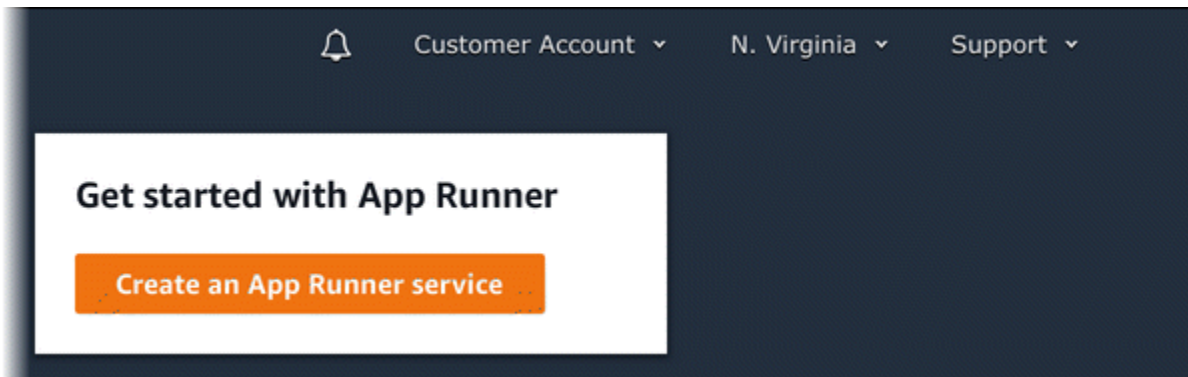 Customer Account N. Virginia Support
Get started with App Runner
Create an App Runner service